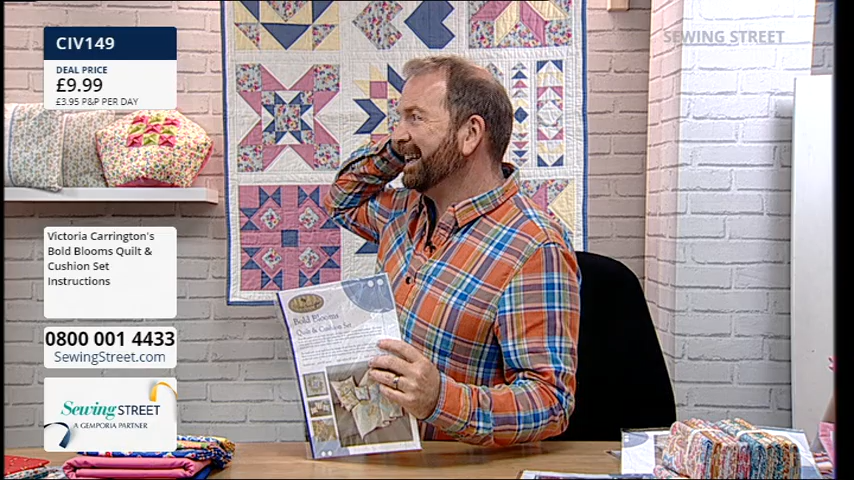 CIV149
DEAL PRICE
£9.99
£3.95 P&P PER DAY
Victoria Carrington's
Bold Blooms Quilt &
Cushion Set
Instructions
0800 001 4433
SewingStreet.com
Sewing STREET
A GEMPORIA PARTNER
SEWING STREET
Bold Blooms
Quilt & Cushion Set